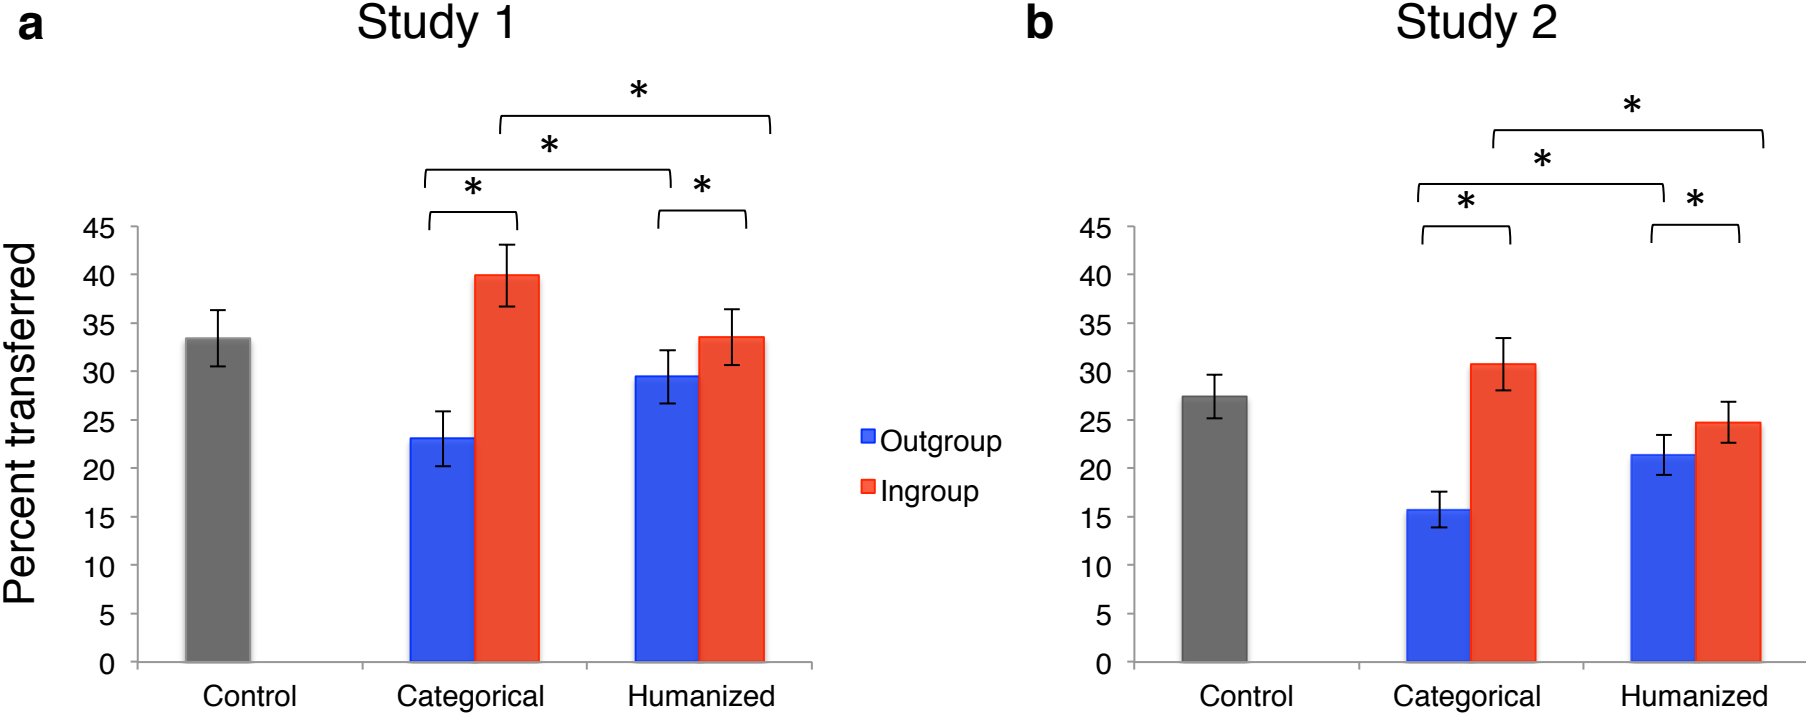 a
Study 1
b
Study 2
*
*
*
*
*
*
*
*
Percent transferred
45
40
35
30
25
20
15
10
5
0
Control
Categorical
Humanized
Outgroup
Ingroup
45
40
35
30
25
20
15
10
5
0
Control
Categorical
Humanized